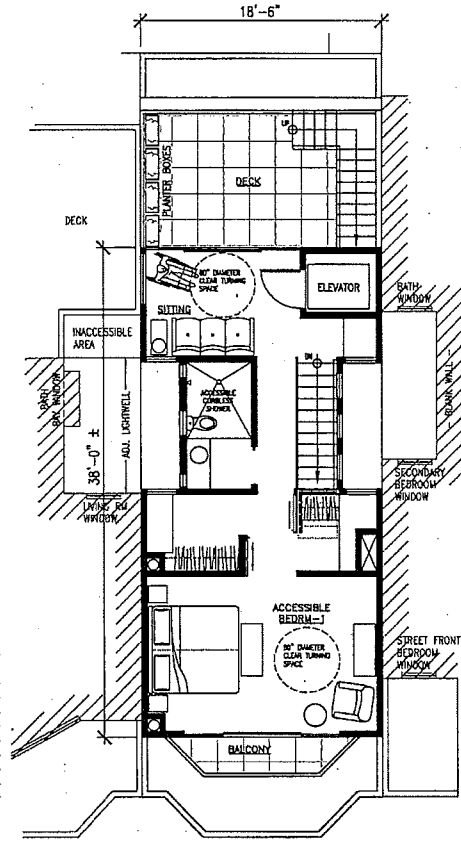 18'-6"
UP
PLANTER BOXES
DECK
DECK
60" DIAMETER
CLEAR TURNING
SPACE
ELEVATOR
BATH
WINDOW
SITTING
INACCESSIBLE
AREA
DN
BLANK WALL
BATH
BAY WINDOW
ADJ. LIGHTWELL
ACCESSIBLE
CURBLESS
SHOWER
38'-0" ±
LIVING RM
WINDOW
SECONDARY
BEDROOM
WINDOW
ACCESSIBLE
BEDRM-1
60" DIAMETER
CLEAR TURNING
SPACE
STREET FRONT
BEDROOM
WINDOW
BALCONY